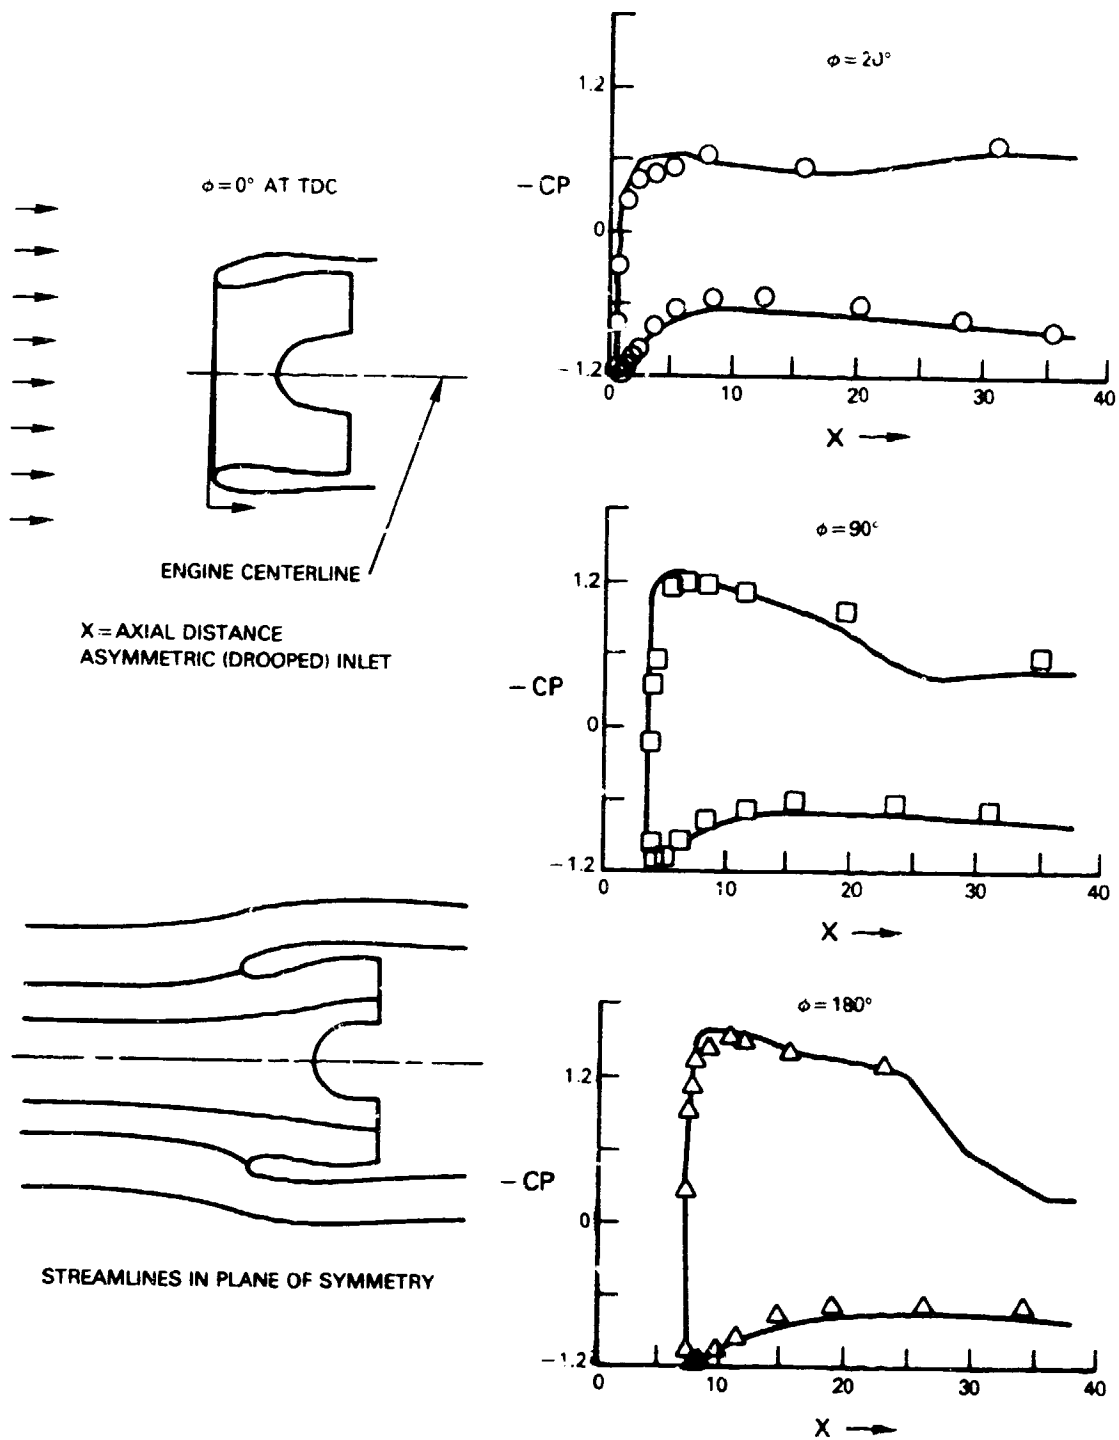 φ = 0° AT TDC
ENGINE CENTERLINE
X = AXIAL DISTANCE
ASYMMETRIC (DROOPED) INLET
STREAMLINES IN PLANE OF SYMMETRY
φ = 20°
1.2
– CP
0
– 1.2
0 10 20 30 40
X
φ = 90°
1.2
– CP
0
– 1.2
0 10 20 30 40
X
φ = 180°
1.2
– CP
0
–1.2
0 10 20 30 40
X